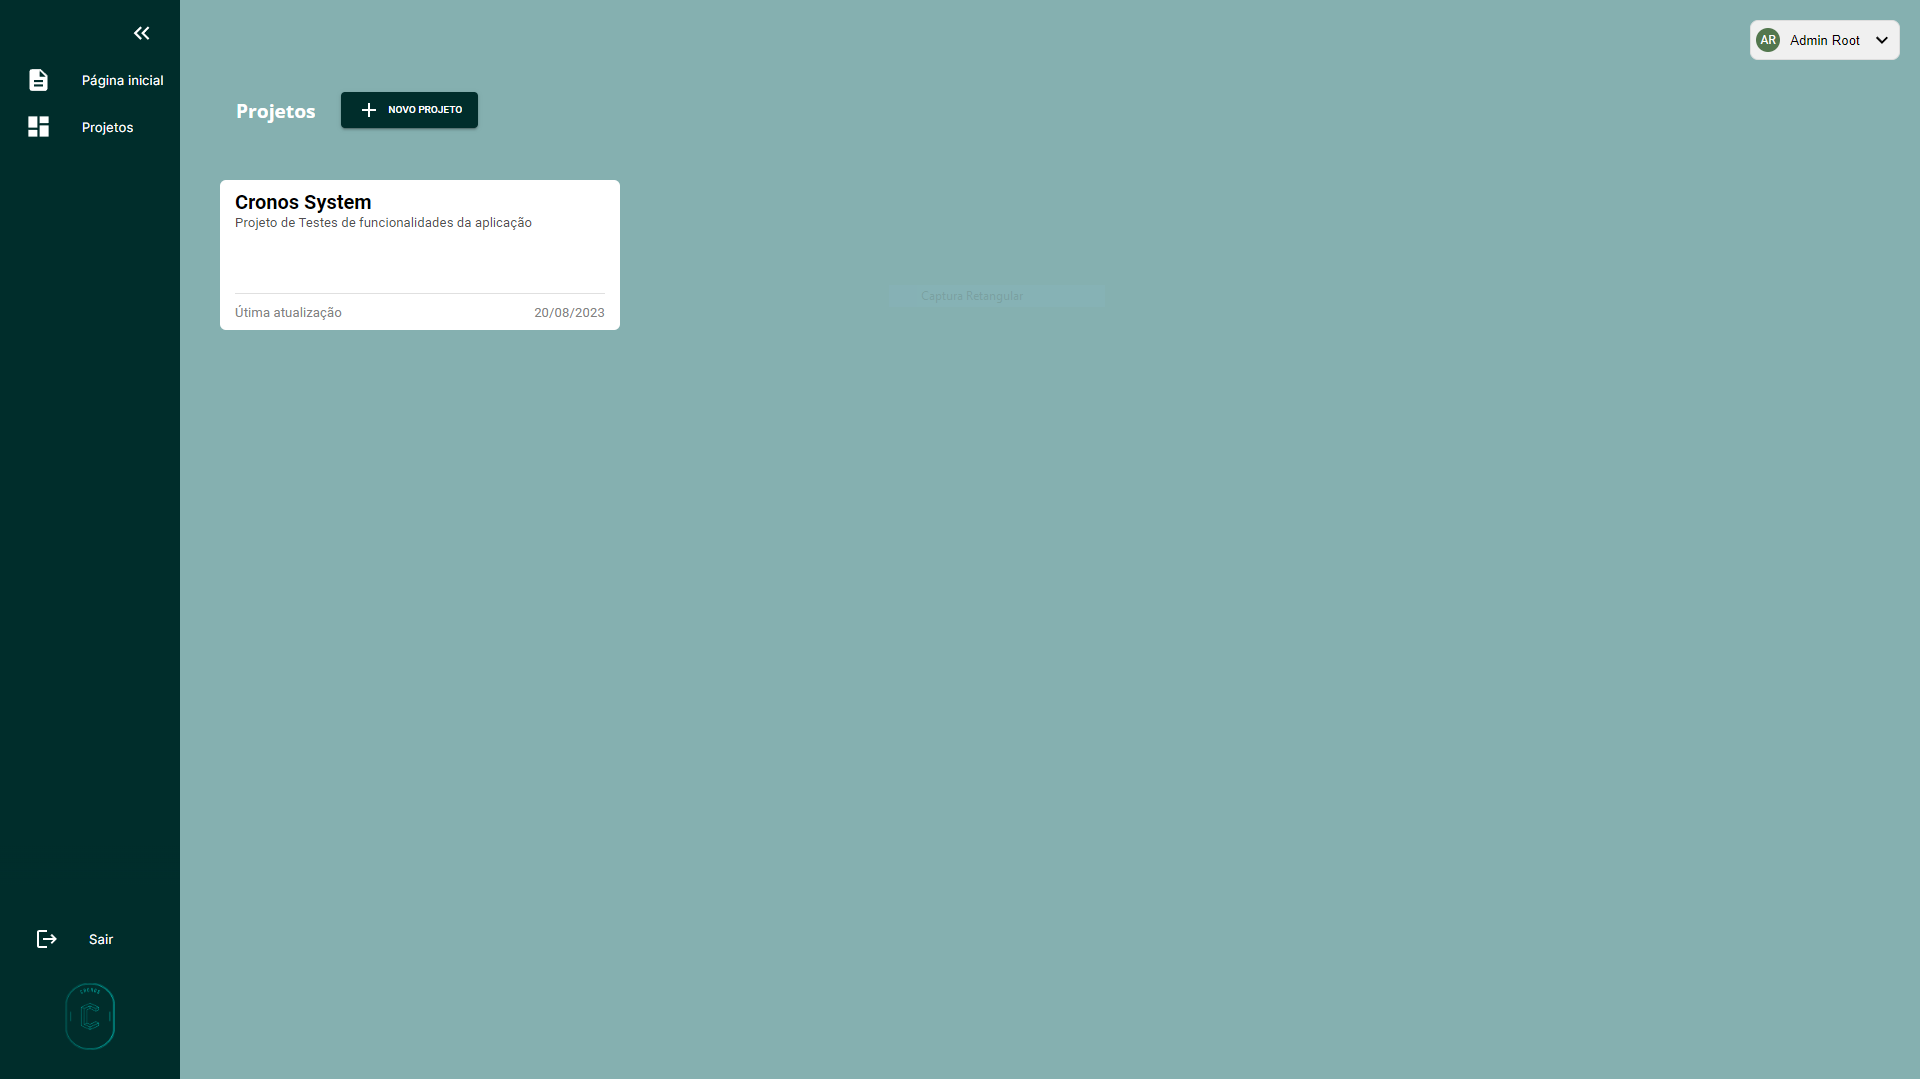 AR Admin Root
Página inicial
Projetos
Projetos
NOVO PROJETO
Cronos System
Projeto de Testes de funcionalidades da aplicação
Captura Retangular
Útima atualização 20/08/2023
Sair
CRONOS
C